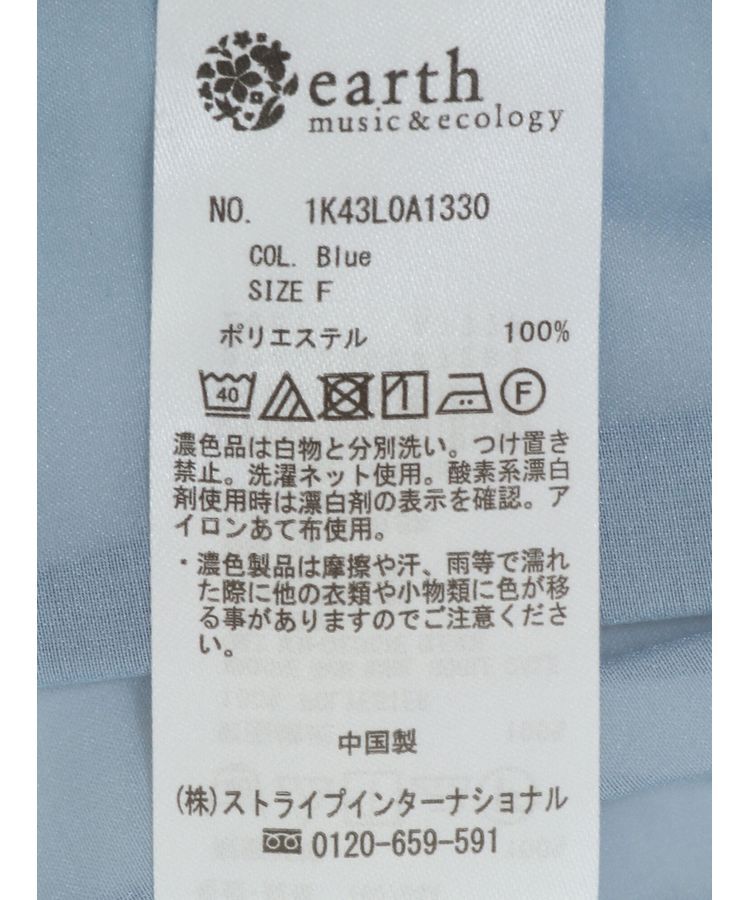 earth
music & ecology
NO. 1K43L0A1330
COL. Blue
SIZE F
ポリエステル 100%
40 F
濃色品は白物と分別洗い。つけ置き
禁止。洗濯ネット使用。酸素系漂白
剤使用時は漂白剤の表示を確認。ア
イロンあて布使用。
・濃色製品は摩擦や汗、雨等で濡れ
た際に他の衣類や小物類に色が移
る事がありますのでご注意くださ
い。
中国製
(株)ストライプインターナショナル
0120-659-591